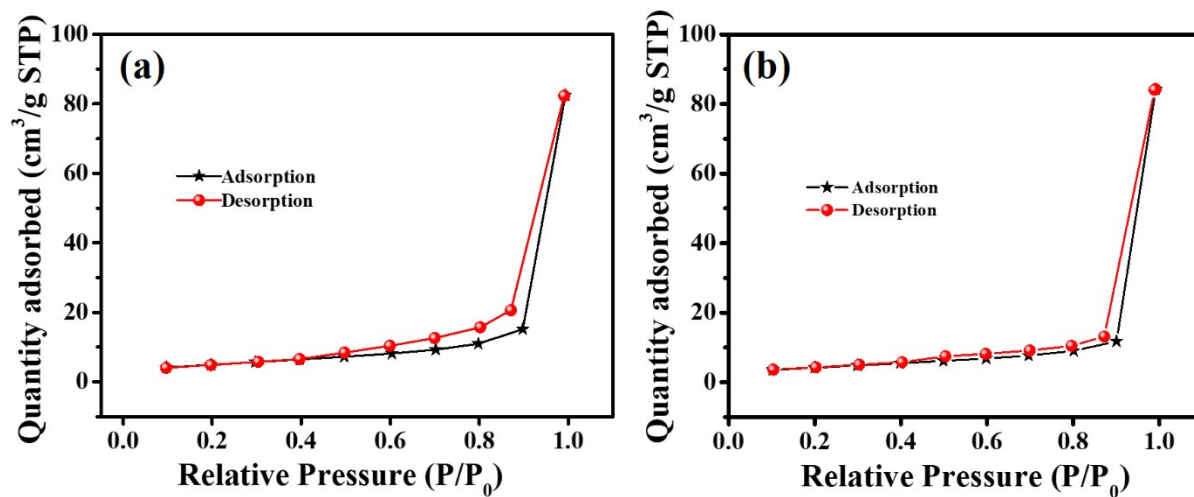 (a)
Quantity adsorbed (cm³/g STP)
100
80
60
40
20
0
Adsorption
Desorption
0.0 0.2 0.4 0.6 0.8 1.0
Relative Pressure (P/P₀)
(b)
Quantity adsorbed (cm³/g STP)
100
80
60
40
20
0
Adsorption
Desorption
0.0 0.2 0.4 0.6 0.8 1.0
Relative Pressure (P/P₀)